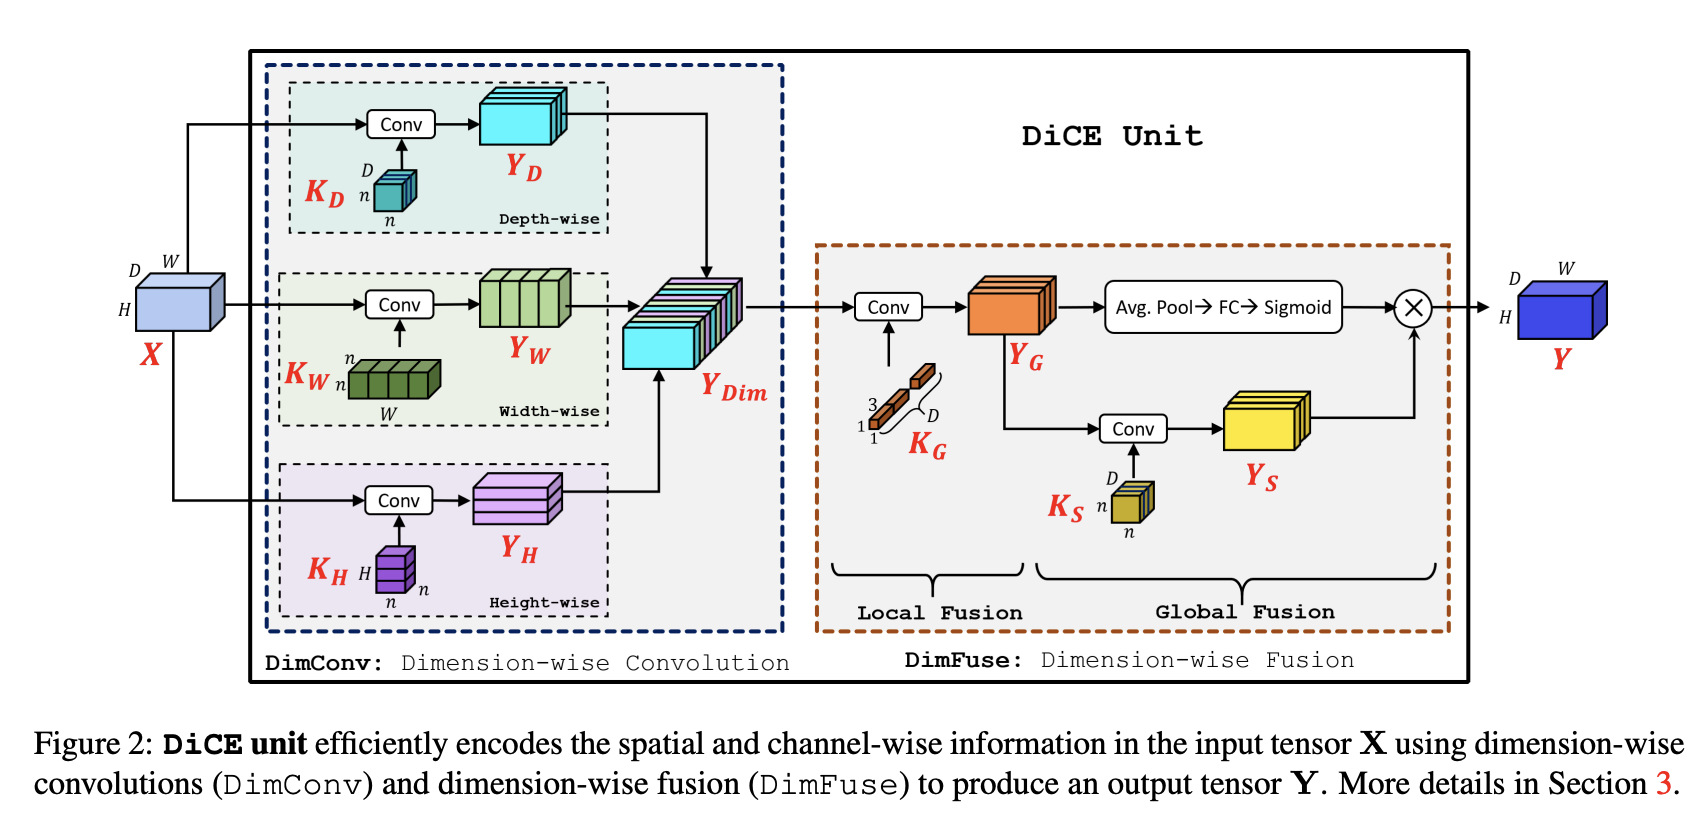 DiCE Unit
Conv
Y_D
D
K_D
n
n
Depth-wise
W
D
H
X
Conv
Y_W
n
K_W
n
W
Width-wise
Y_Dim
Conv
Y_H
K_H
H
n
n
Height-wise
DimConv: Dimension-wise Convolution
Conv
3
1
1
D
K_G
Y_G
Avg. Pool→ FC→ Sigmoid
×
Conv
D
K_S
n
n
Y_S
Local Fusion
Global Fusion
DimFuse: Dimension-wise Fusion
W
D
H
Y
Figure 2: DiCE unit efficiently encodes the spatial and channel-wise information in the input tensor X using dimension-wise
convolutions (DimConv) and dimension-wise fusion (DimFuse) to produce an output tensor Y. More details in Section 3.